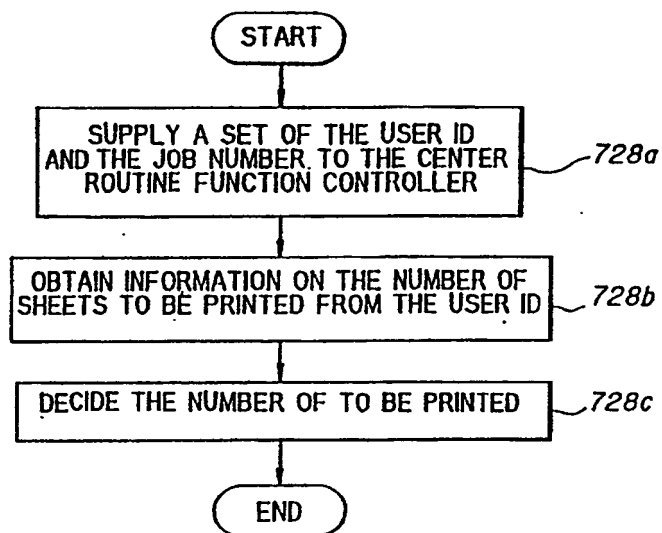 START
SUPPLY A SET OF THE USER ID
AND THE JOB NUMBER TO THE CENTER
ROUTINE FUNCTION CONTROLLER
728a
OBTAIN INFORMATION ON THE NUMBER OF
SHEETS TO BE PRINTED FROM THE USER ID
728b
DECIDE THE NUMBER OF TO BE PRINTED
728c
END